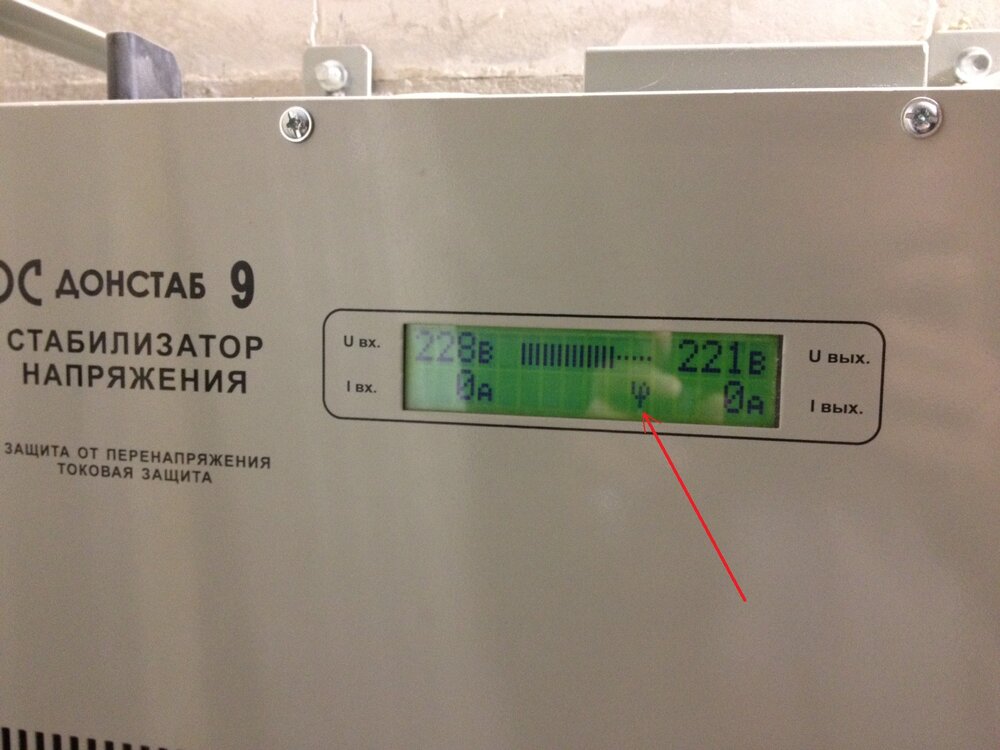 ДОНСТАБ 9
СТАБИЛИЗАТОР
НАПРЯЖЕНИЯ
ЗАЩИТА ОТ ПЕРЕНАПРЯЖЕНИЯ
ТОКОВАЯ ЗАЩИТА
U вх.
228В
221В
U вых.
I вх.
0А
ψ
0А
I вых.